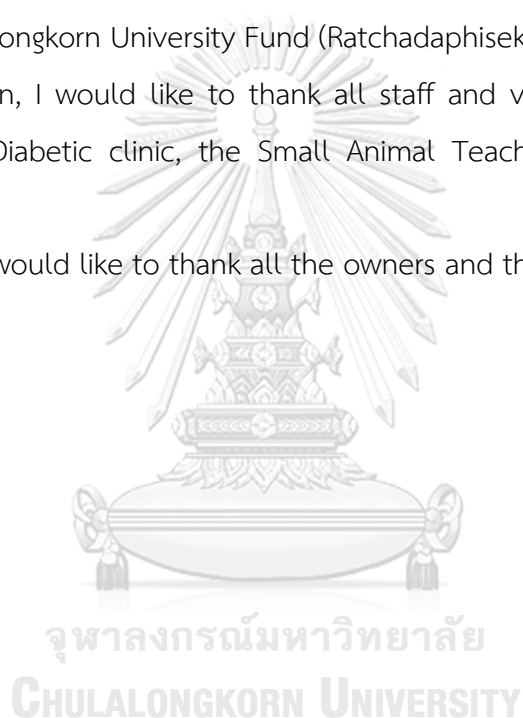 ongkorn University Fund (Ratchadaphisek
n, I would like to thank all staff and v
Diabetic clinic, the Small Animal Teach
would like to thank all the owners and th
จุฬาลงกรณ์มหาวิทยาลัย
CHULALONGKORN UNIVERSITY